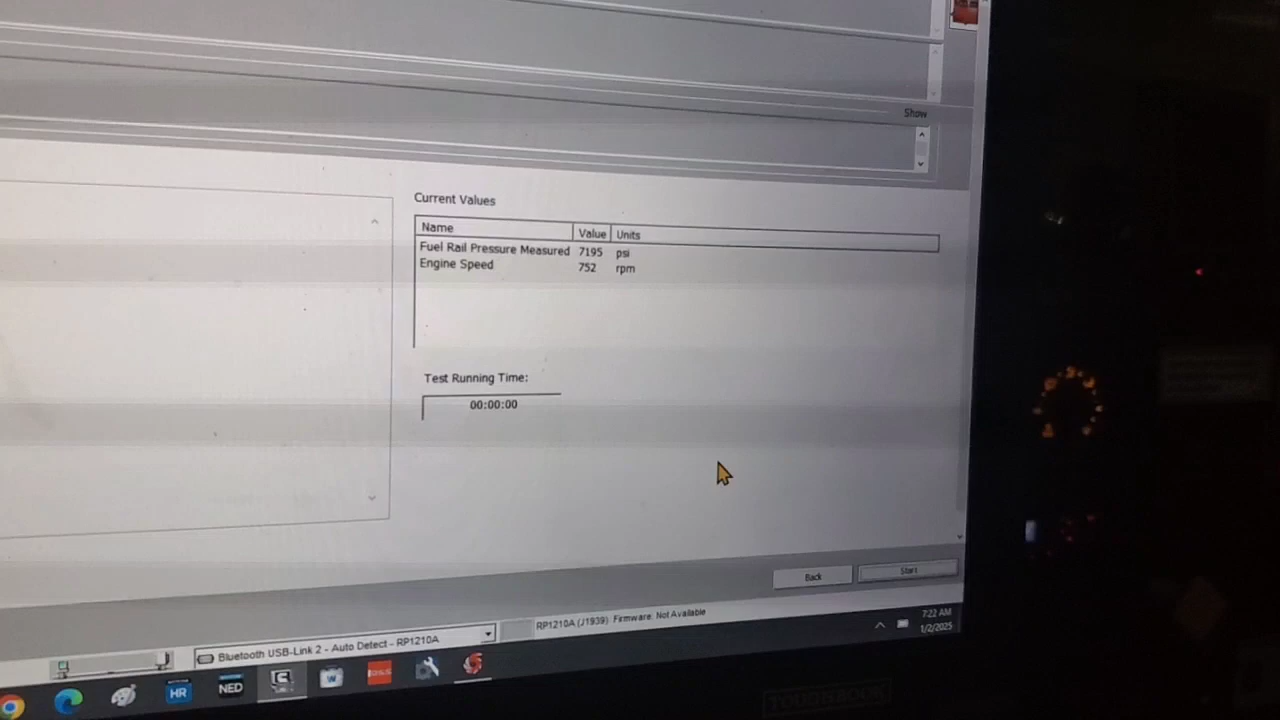 Show
Current Values
Name Value Units
Fuel Rail Pressure Measured 7195 psi
Engine Speed 752 rpm
Test Running Time:
00:00:00
Back Start
RP1210A (J1939) Firmware: Not Available
Bluetooth USB-Link 2 - Auto Detect - RP1210A
7:22 AM
1/2/2025
HR NED W
TOUGHBOOK